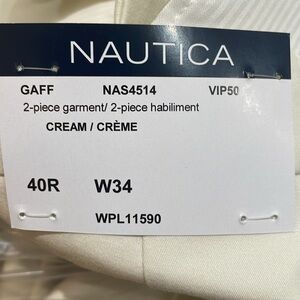 NAUTICA
GAFF NAS4514 VIP50
2-piece garment/ 2-piece habiliment
CREAM / CRÈME
40R W34
WPL11590